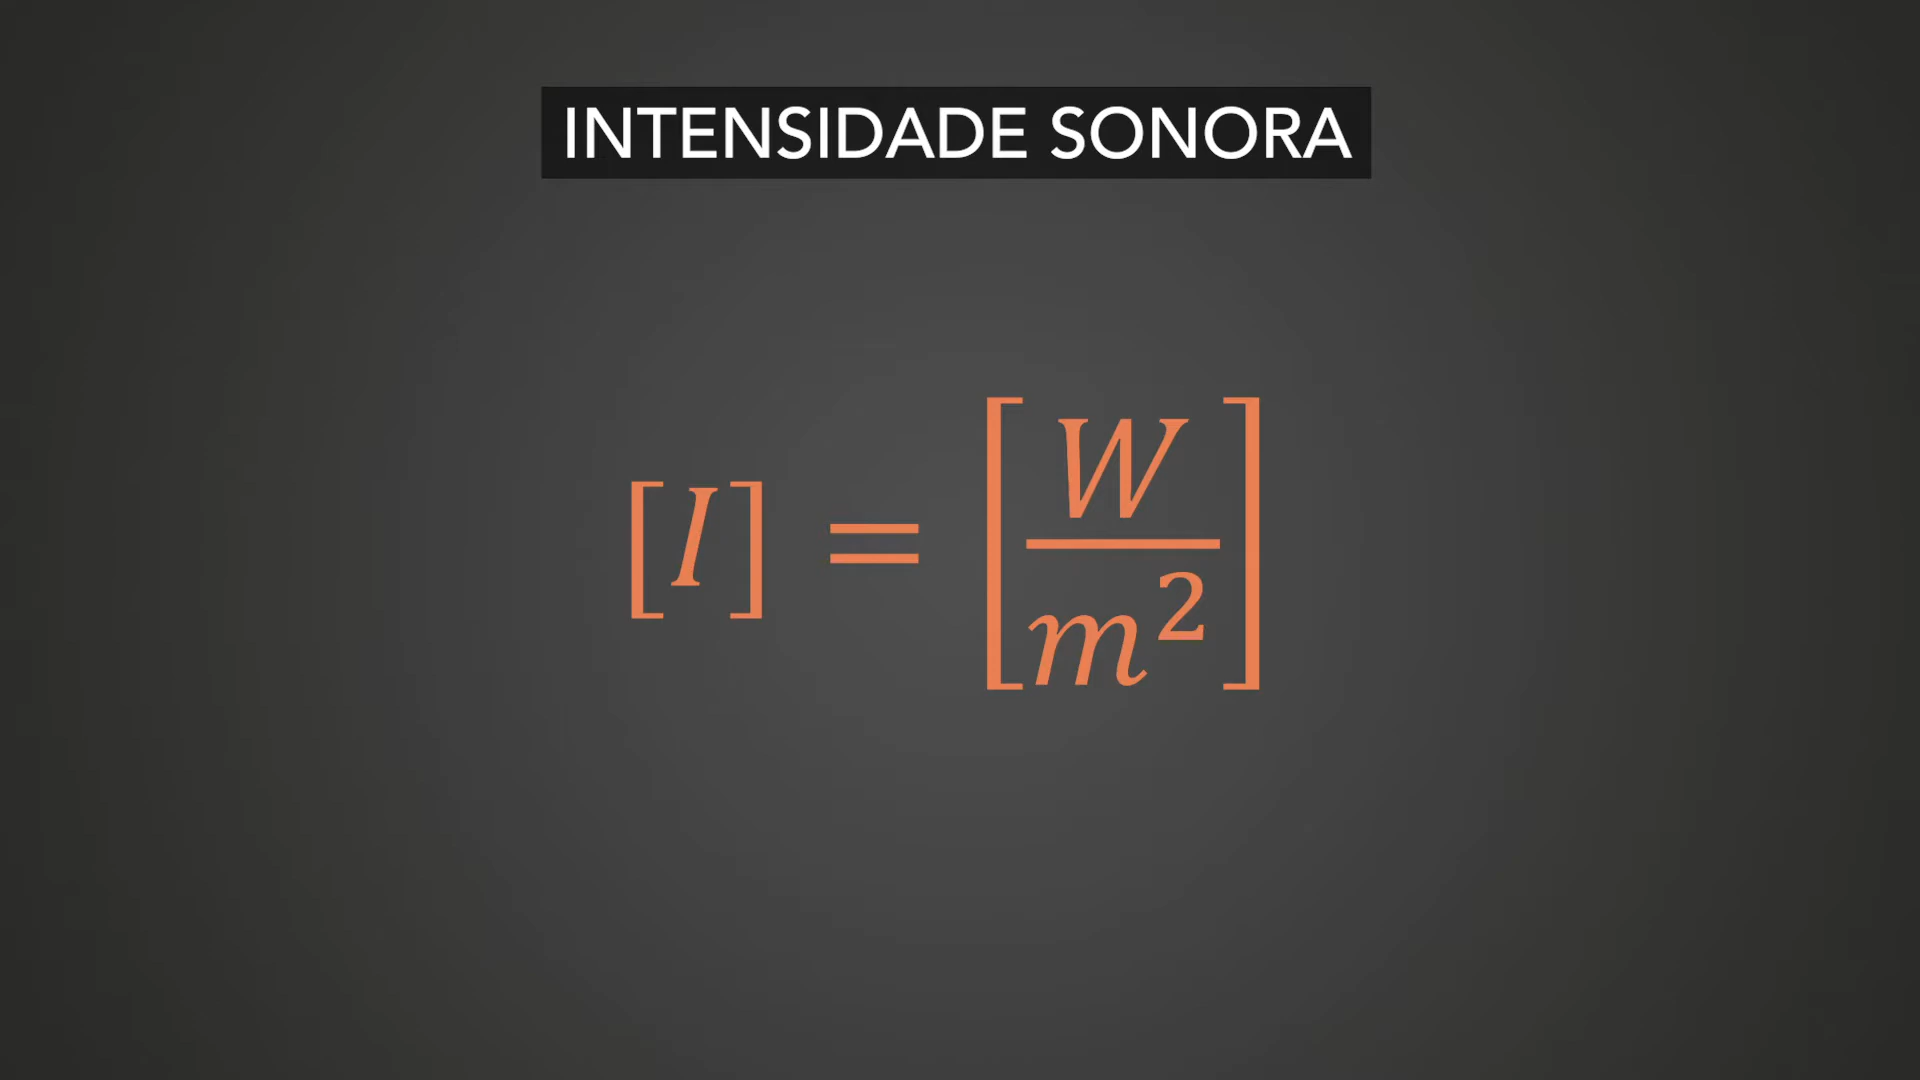 INTENSIDADE SONORA
[I] = [W/m²]